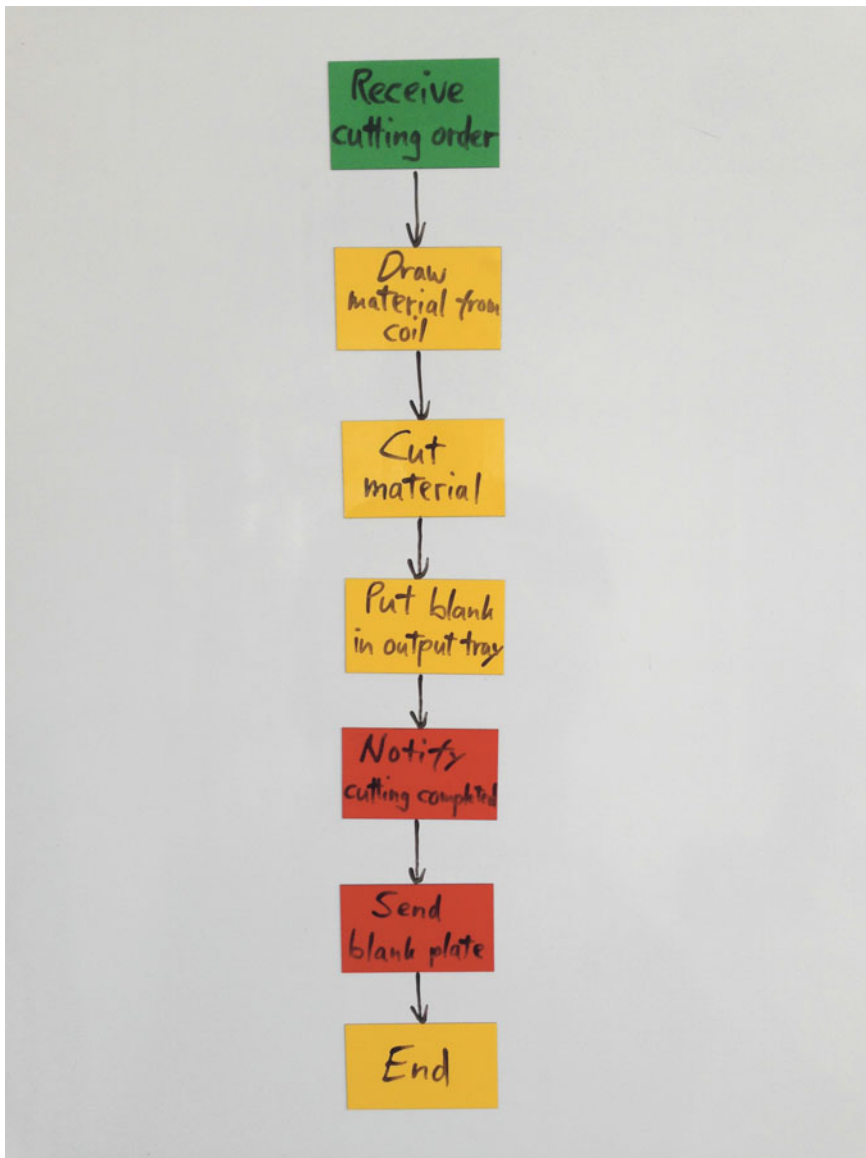 Receive
cutting order
Draw
material from
coil
Cut
material
Put blank
in output tray
Notify
cutting completed
Send
blank plate
End